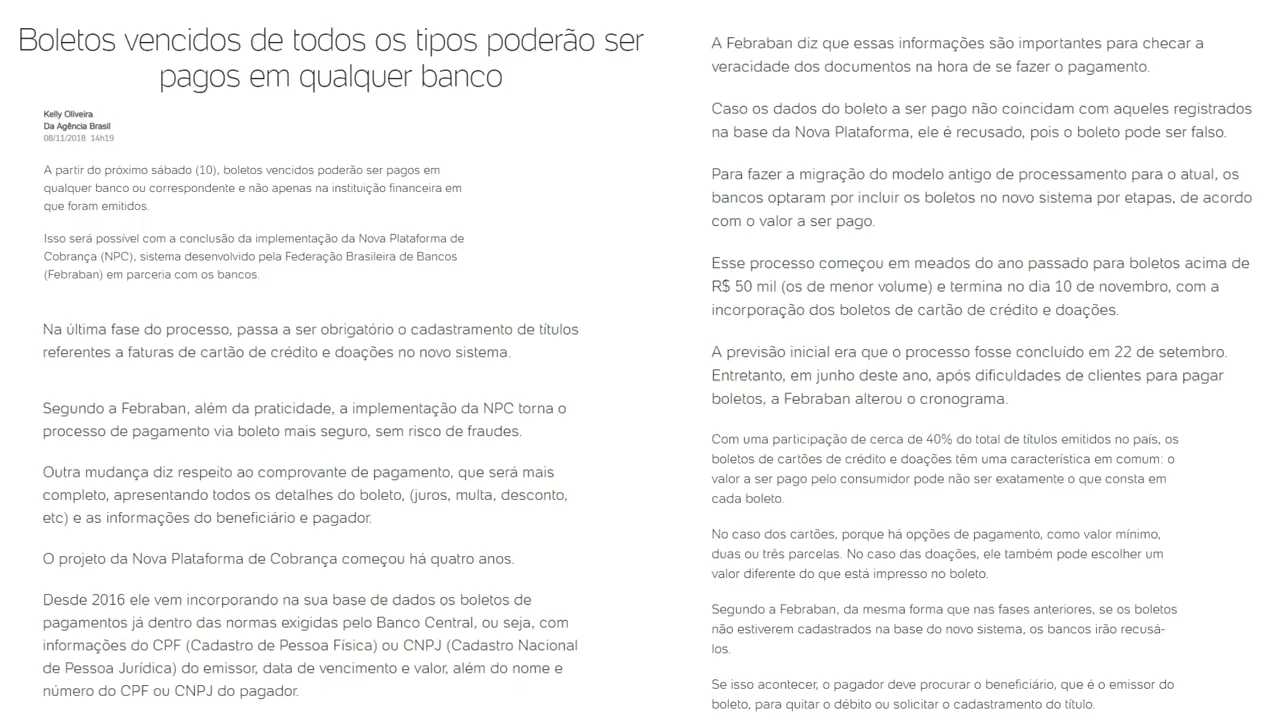 Boletos vencidos de todos os tipos poderão ser
pagos em qualquer banco
Kelly Oliveira
Da Agência Brasil
08/11/2018 14h19
A partir do próximo sábado (10), boletos vencidos poderão ser pagos em
qualquer banco ou correspondente e não apenas na instituição financeira em
que foram emitidos.
Isso será possível com a conclusão da implementação da Nova Plataforma de
Cobrança (NPC), sistema desenvolvido pela Federação Brasileira de Bancos
(Febraban) em parceria com os bancos.
Na última fase do processo, passa a ser obrigatório o cadastramento de títulos
referentes a faturas de cartão de crédito e doações no novo sistema.
Segundo a Febraban, além da praticidade, a implementação da NPC torna o
processo de pagamento via boleto mais seguro, sem risco de fraudes.
Outra mudança diz respeito ao comprovante de pagamento, que será mais
completo, apresentando todos os detalhes do boleto, (juros, multa, desconto,
etc) e as informações do beneficiário e pagador.
O projeto da Nova Plataforma de Cobrança começou há quatro anos.
Desde 2016 ele vem incorporando na sua base de dados os boletos de
pagamentos já dentro das normas exigidas pelo Banco Central, ou seja, com
informações do CPF (Cadastro de Pessoa Física) ou CNPJ (Cadastro Nacional
de Pessoa Jurídica) do emissor, data de vencimento e valor, além do nome e
número do CPF ou CNPJ do pagador.
A Febraban diz que essas informações são importantes para checar a
veracidade dos documentos na hora de se fazer o pagamento.
Caso os dados do boleto a ser pago não coincidam com aqueles registrados
na base da Nova Plataforma, ele é recusado, pois o boleto pode ser falso.
Para fazer a migração do modelo antigo de processamento para o atual, os
bancos optaram por incluir os boletos no novo sistema por etapas, de acordo
com o valor a ser pago.
Esse processo começou em meados do ano passado para boletos acima de
R$ 50 mil (os de menor volume) e termina no dia 10 de novembro, com a
incorporação dos boletos de cartão de crédito e doações.
A previsão inicial era que o processo fosse concluído em 22 de setembro.
Entretanto, em junho deste ano, após dificuldades de clientes para pagar
boletos, a Febraban alterou o cronograma.
Com uma participação de cerca de 40% do total de títulos emitidos no país, os
boletos de cartões de crédito e doações têm uma característica em comum: o
valor a ser pago pelo consumidor pode não ser exatamente o que consta em
cada boleto.
No caso dos cartões, porque há opções de pagamento, como valor mínimo,
duas ou três parcelas. No caso das doações, ele também pode escolher um
valor diferente do que está impresso no boleto.
Segundo a Febraban, da mesma forma que nas fases anteriores, se os boletos
não estiverem cadastrados na base do novo sistema, os bancos irão recusá-
los.
Se isso acontecer, o pagador deve procurar o beneficiário, que é o emissor do
boleto, para quitar o débito ou solicitar o cadastramento do título.